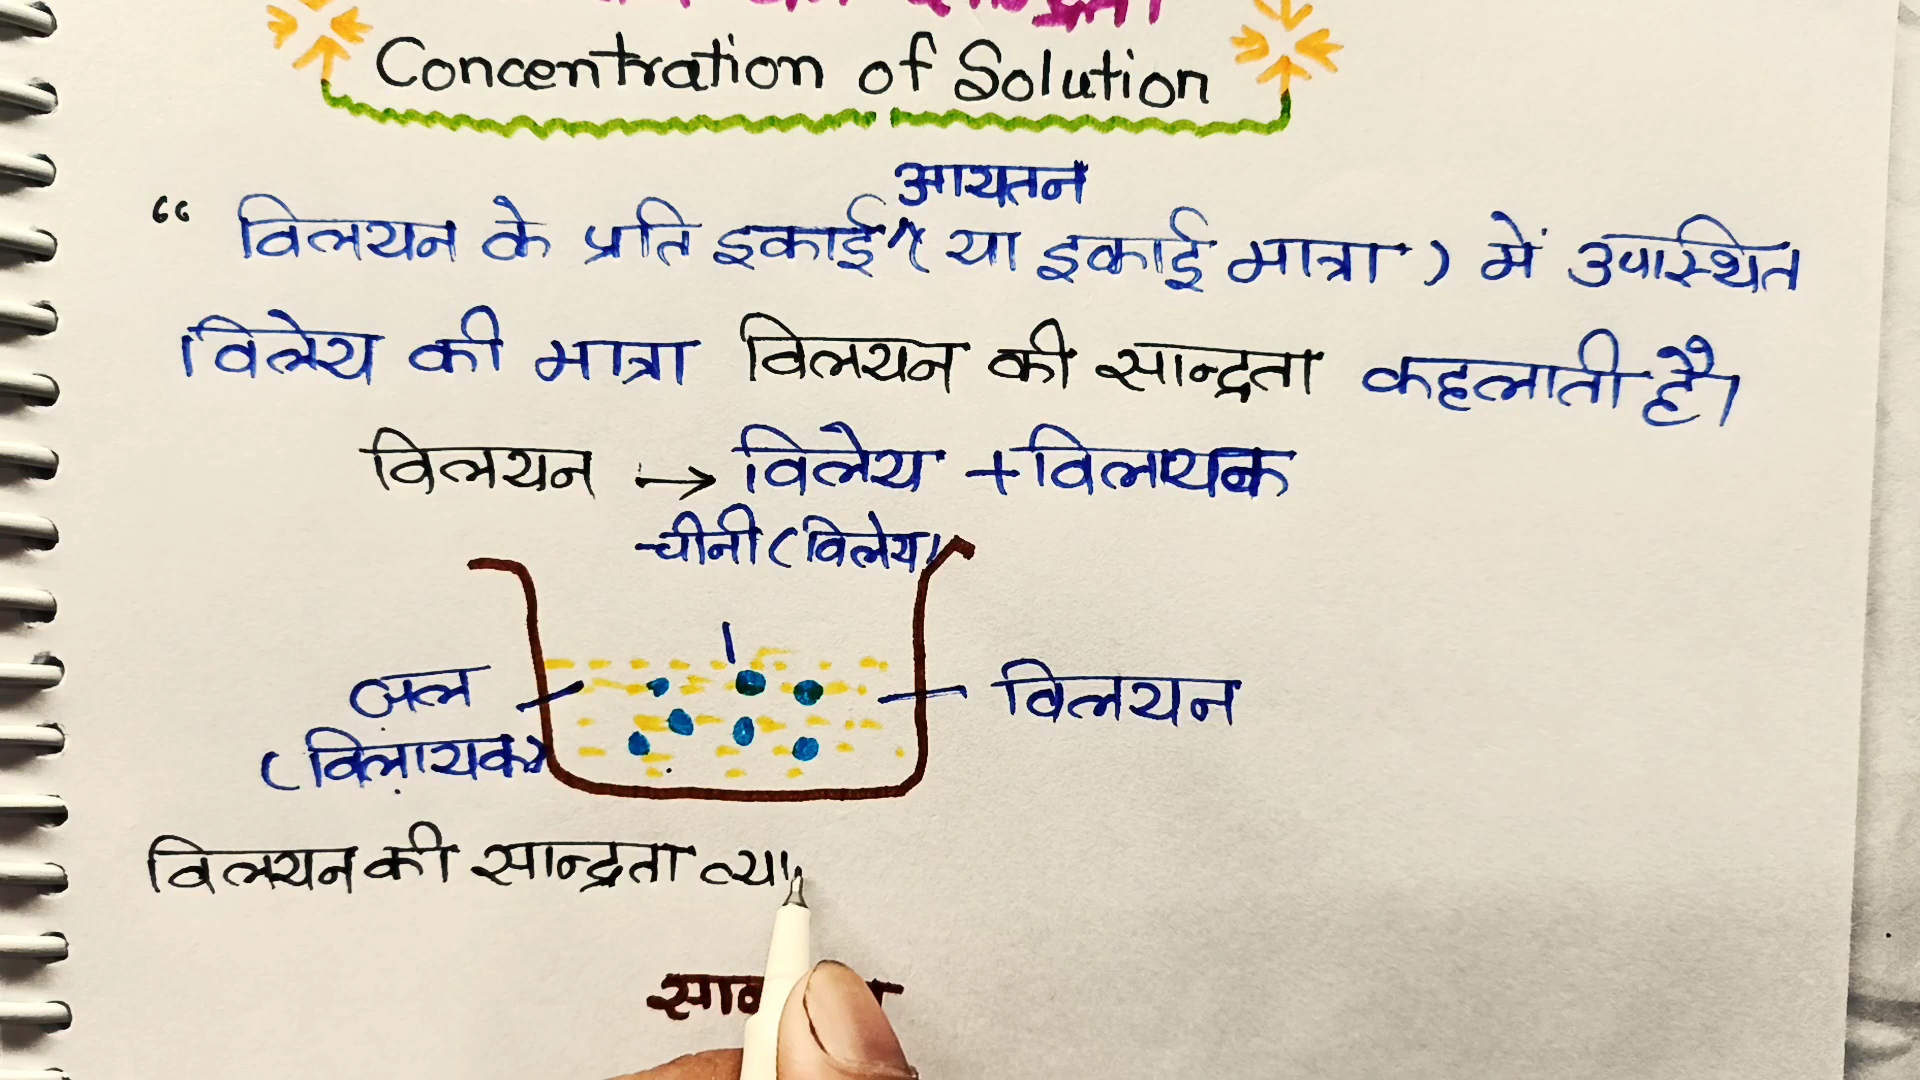 Concentration of Solution
आयतन
“ विलयन के प्रति इकाई ^ ( या इकाई मात्रा ) में उपस्थित
विलेय की मात्रा विलयन की सान्द्रता कहलाती है।
विलयन → विलेय + विलायक
चीनी (विलेय)
जल
विलयन
(विलायक)
विलयन की सान्द्रता